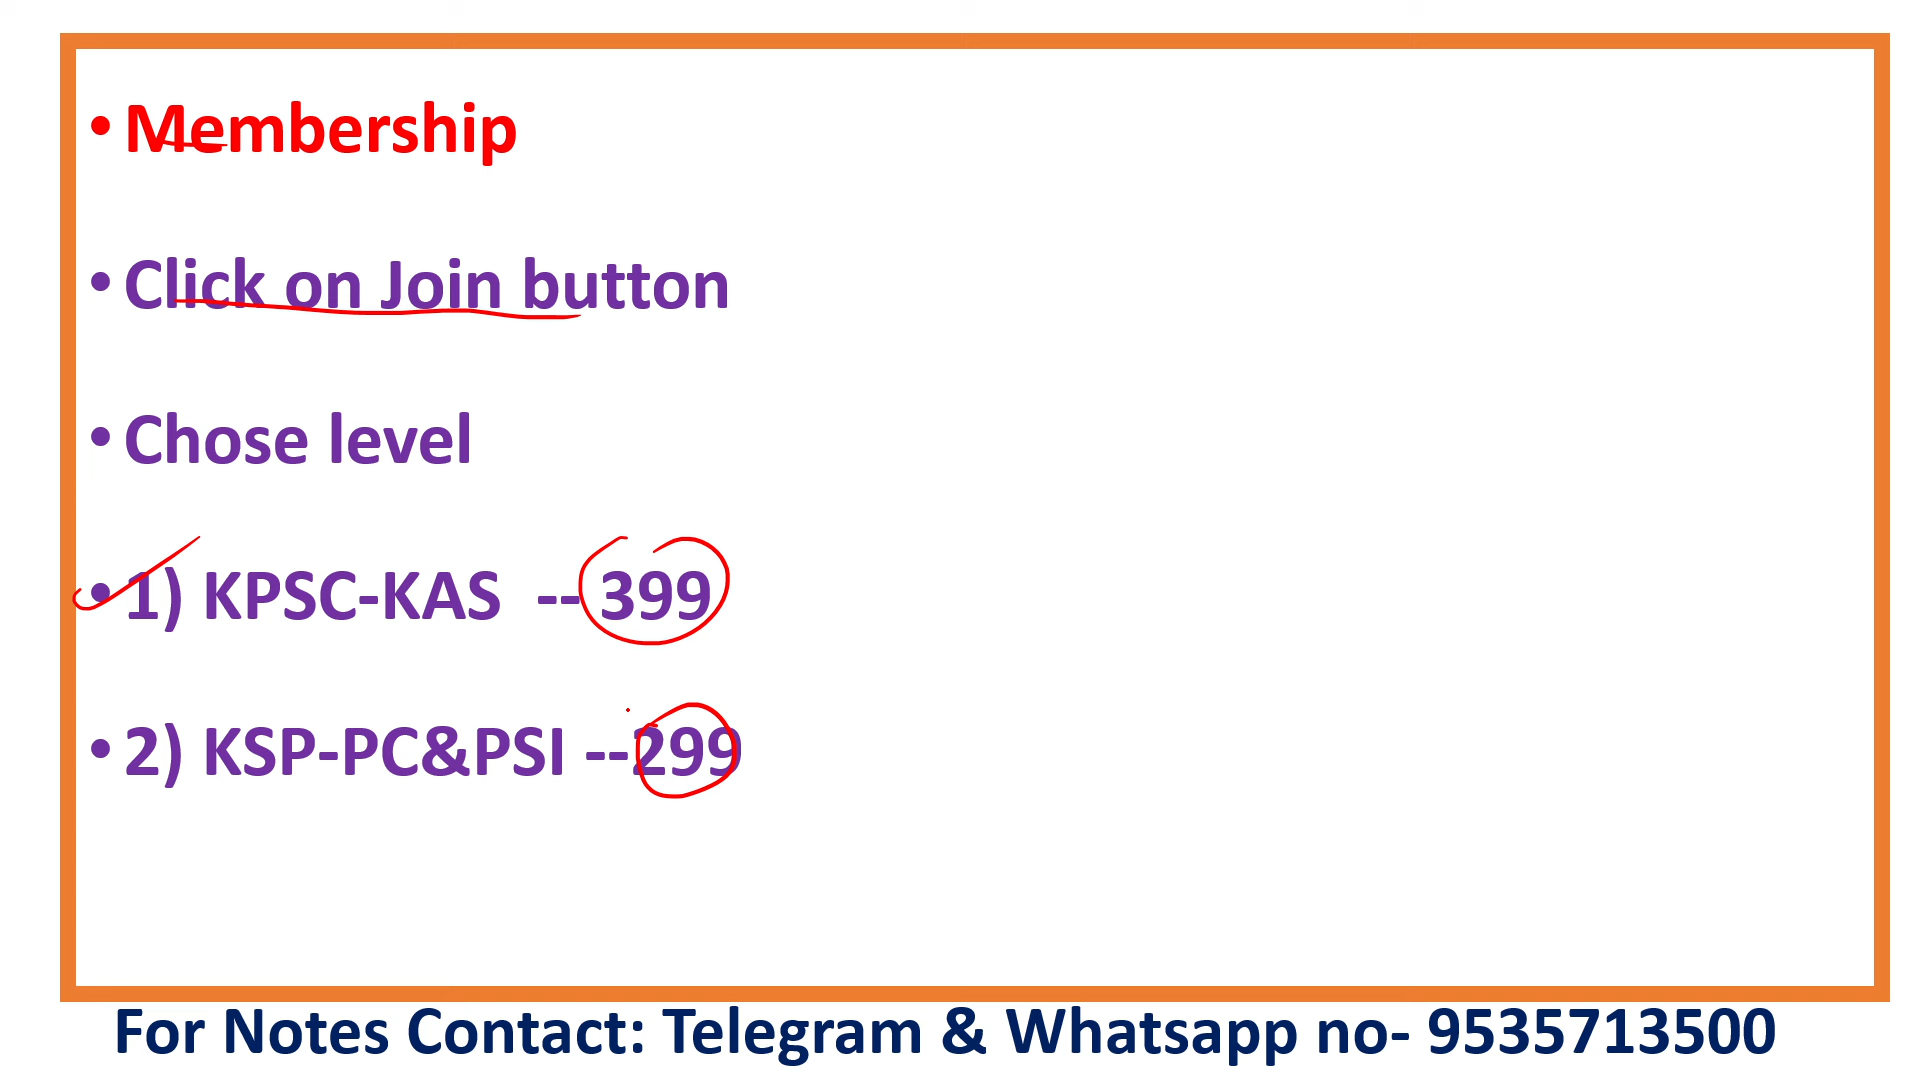 • Membership
• Click on Join button
• Chose level
• 1) KPSC-KAS -- 399
• 2) KSP-PC&PSI --299
For Notes Contact: Telegram & Whatsapp no- 9535713500